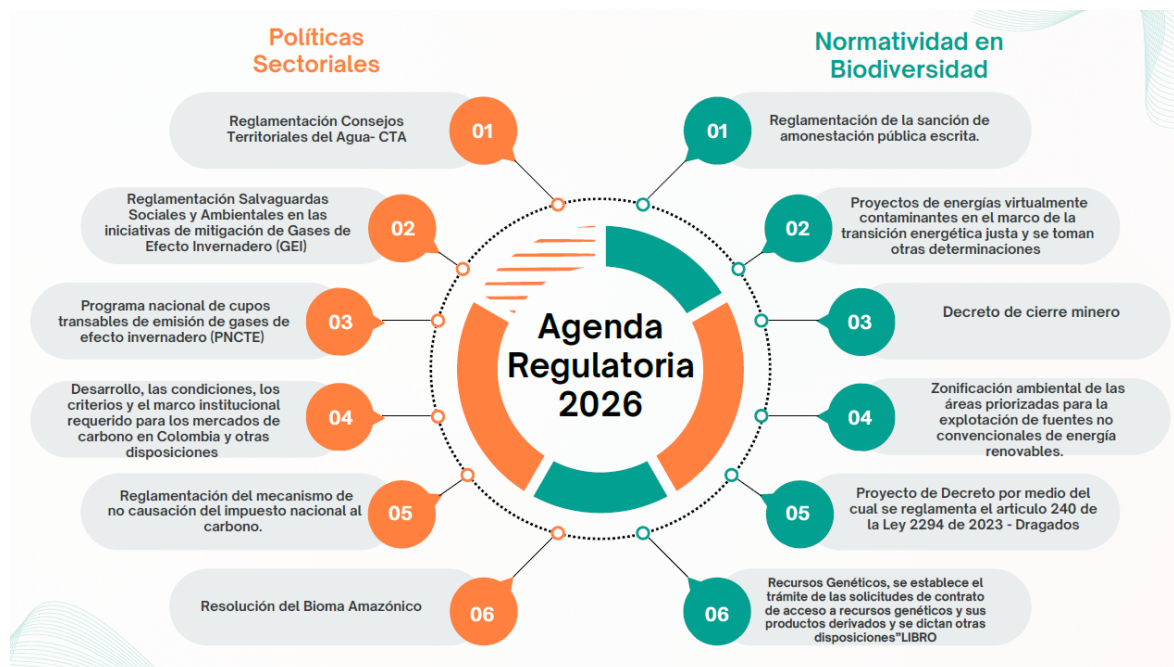 Políticas
Sectoriales
Normatividad en
Biodiversidad
Reglamentación Consejos
Territoriales del Agua- CTA
01
Reglamentación Salvaguardas
Sociales y Ambientales en las
iniciativas de mitigación de Gases de
Efecto Invernadero (GEI)
02
Programa nacional de cupos
transables de emisión de gases de
efecto invernadero (PNCTE)
03
Desarrollo, las condiciones, los
criterios y el marco institucional
requerido para los mercados de
carbono en Colombia y otras
disposiciones
04
Reglamentación del mecanismo de
no causación del impuesto nacional al
carbono.
05
Resolución del Bioma Amazónico
06
Agenda
Regulatoria
2026
01
Reglamentación de la sanción de
amonestación pública escrita.
02
Proyectos de energías virtualmente
contaminantes en el marco de la
transición energética justa y se toman
otras determinaciones
03
Decreto de cierre minero
04
Zonificación ambiental de las
áreas priorizadas para la
explotación de fuentes no
convencionales de energía
renovables.
05
Proyecto de Decreto por medio del
cual se reglamenta el articulo 240 de
la Ley 2294 de 2023 - Dragados
06
Recursos Genéticos, se establece el
trámite de las solicitudes de contrato
de acceso a recursos genéticos y sus
productos derivados y se dictan otras
disposiciones"LIBRO